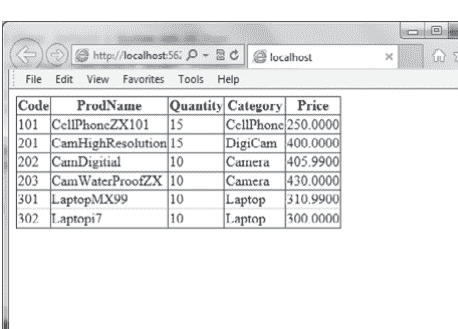 http://localhost:562
localhost
File Edit View Favorites Tools Help
Code ProdName Quantity Category Price
101 CellPhoneZX101 15 CellPhone 250.0000
201 CamHighResolution 15 DigiCam 400.0000
202 CamDigitial 10 Camera 405.9900
203 CamWaterProofZX 10 Camera 430.0000
301 LaptopMX99 10 Laptop 310.9900
302 Laptopi7 10 Laptop 300.0000